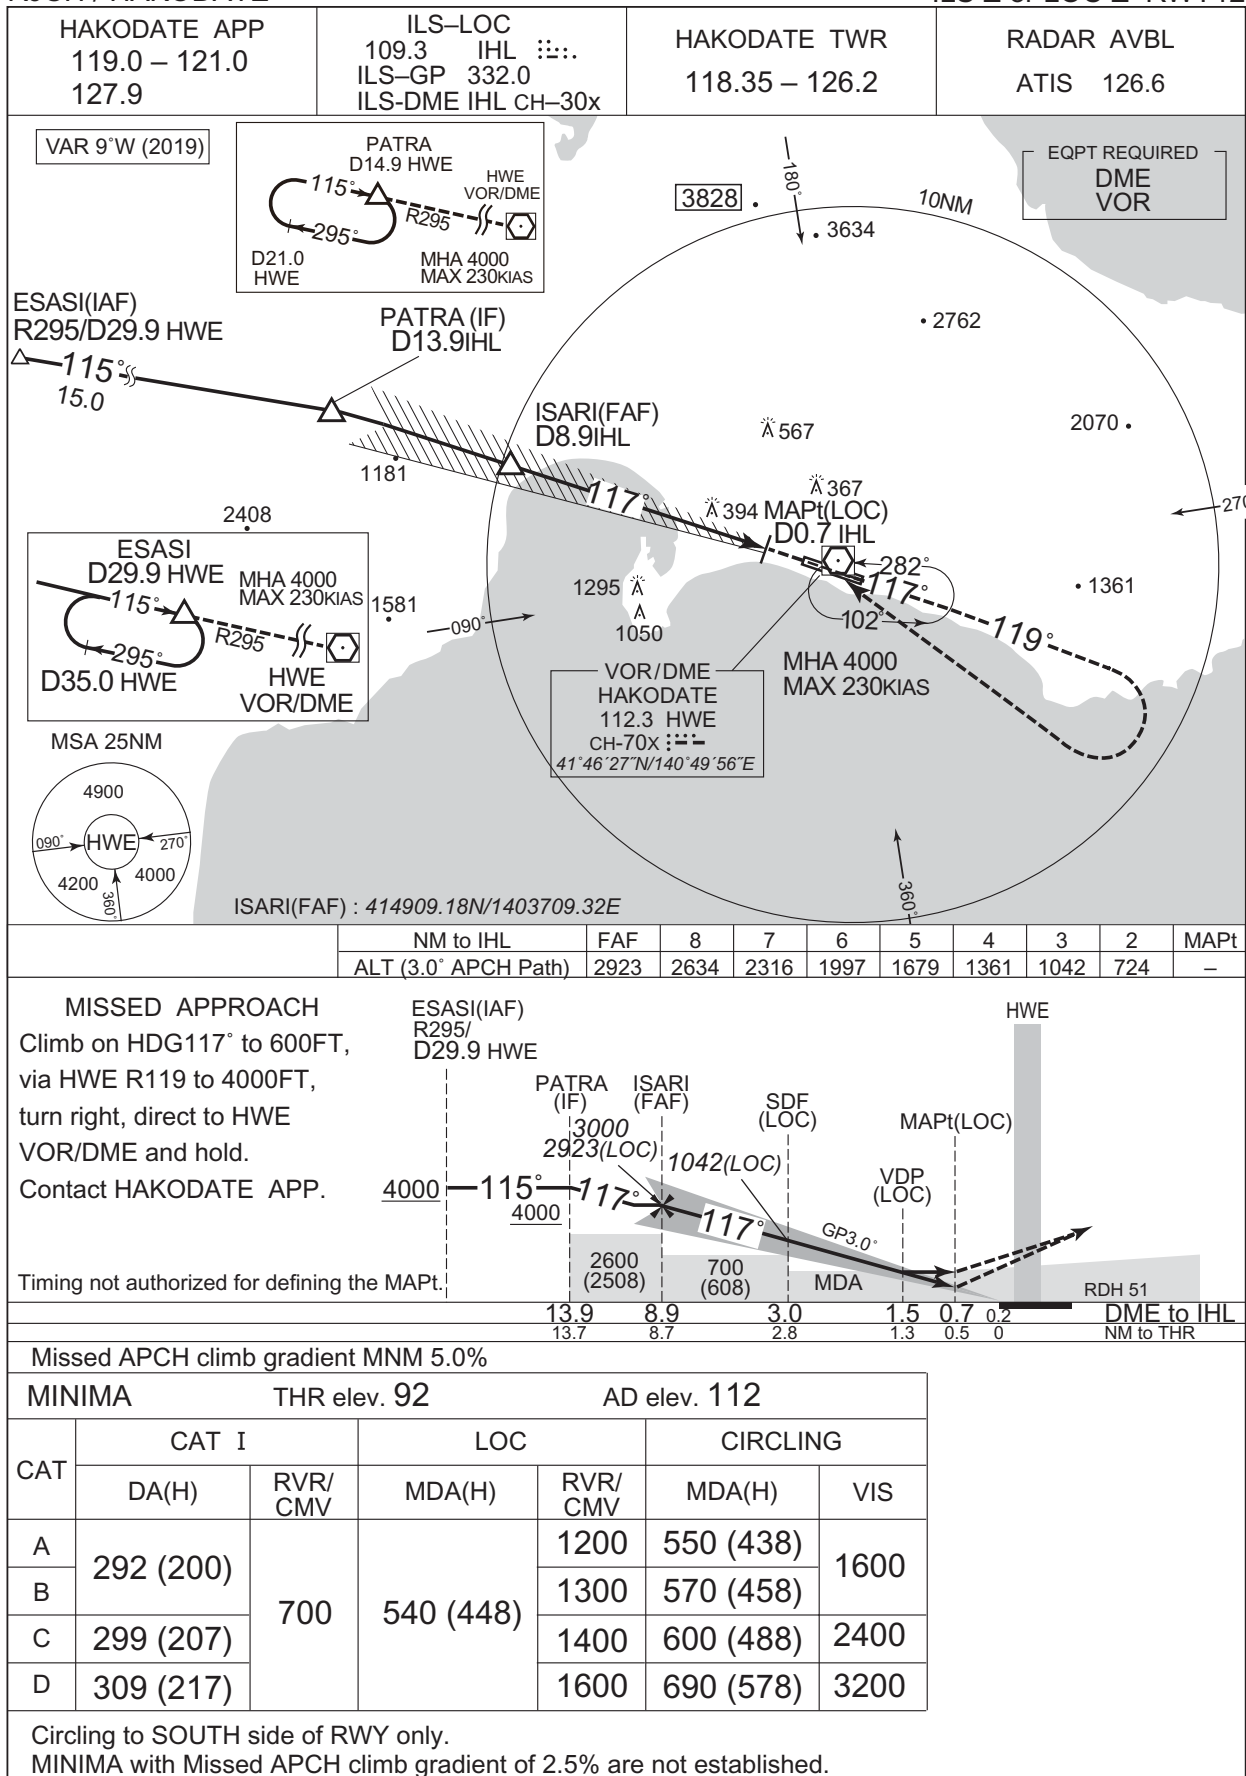 HAKODATE APP
119.0 – 121.0
127.9
ILS–LOC
109.3 IHL
ILS–GP 332.0
ILS-DME IHL CH–30x
HAKODATE TWR
118.35 – 126.2
RADAR AVBL
ATIS 126.6
VAR 9°W (2019)
PATRA
D14.9 HWE
HWE
VOR/DME
115°
R295
295°
D21.0
HWE
MHA 4000
MAX 230KIAS
EQPT REQUIRED
DME
VOR
180°
3828
10NM
3634
ESASI(IAF)
R295/D29.9 HWE
115°
15.0
PATRA (IF)
D13.9IHL
2762
ISARI(FAF)
D8.9IHL
567
2070
1181
117°
367
394
MAPt(LOC)
D0.7 IHL
270
2408
ESASI
D29.9 HWE
MHA 4000
MAX 230KIAS
115°
R295
295°
D35.0 HWE
HWE
VOR/DME
1581
1295
1050
090°
282°
117°
102°
119°
1361
MHA 4000
MAX 230KIAS
VOR/DME
HAKODATE
112.3 HWE
CH-70X
41°46´27˝N/140°49´56˝E
MSA 25NM
4900
090°
HWE
270°
4200
4000
360°
360°
ISARI(FAF) : 414909.18N/1403709.32E
NM to IHL FAF 8 7 6 5 4 3 2 MAPt
ALT (3.0° APCH Path) 2923 2634 2316 1997 1679 1361 1042 724 –
MISSED APPROACH
Climb on HDG117° to 600FT,
via HWE R119 to 4000FT,
turn right, direct to HWE
VOR/DME and hold.
Contact HAKODATE APP.
Timing not authorized for defining the MAPt.
ESASI(IAF)
R295/
D29.9 HWE
PATRA
(IF)
ISARI
(FAF)
SDF
(LOC)
MAPt(LOC)
HWE
3000
2923(LOC)
1042(LOC)
VDP
(LOC)
4000
115°
4000
117°
117°
GP3.0°
2600
(2508)
700
(608)
MDA
RDH 51
13.9 8.9 3.0 1.5 0.7 0.2 DME to IHL
13.7 8.7 2.8 1.3 0.5 0 NM to THR
Missed APCH climb gradient MNM 5.0%
MINIMA THR elev. 92 AD elev. 112
CAT
CAT I LOC CIRCLING
DA(H) RVR/CMV MDA(H) RVR/CMV MDA(H) VIS
A 292 (200) 700 540 (448) 1200 550 (438) 1600
B 1300 570 (458)
C 299 (207) 1400 600 (488) 2400
D 309 (217) 1600 690 (578) 3200
Circling to SOUTH side of RWY only.
MINIMA with Missed APCH climb gradient of 2.5% are not established.